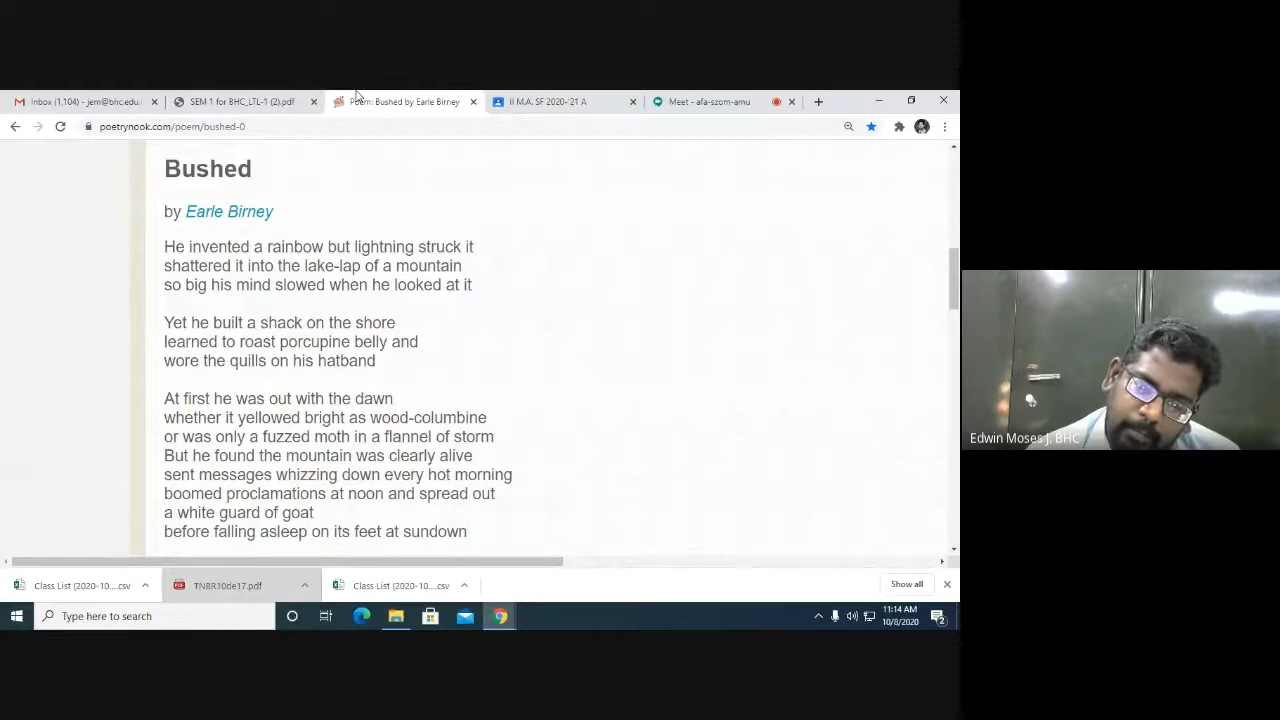 Inbox (1,104) - jem@bhc.edu.
SEM 1 for BHC_LTL-1 (2).pdf
Poem: Bushed by Earle Birney
II M.A. SF 2020-'21 A
Meet - afa-szom-amu
poetrynook.com/poem/bushed-0
Bushed
by Earle Birney
He invented a rainbow but lightning struck it
shattered it into the lake-lap of a mountain
so big his mind slowed when he looked at it
Yet he built a shack on the shore
learned to roast porcupine belly and
wore the quills on his hatband
At first he was out with the dawn
whether it yellowed bright as wood-columbine
or was only a fuzzed moth in a flannel of storm
But he found the mountain was clearly alive
sent messages whizzing down every hot morning
boomed proclamations at noon and spread out
a white guard of goat
before falling asleep on its feet at sundown
Edwin Moses J. BHC
Class List (2020-10....csv
TNBR10de17.pdf
Class List (2020-10....csv
Show all
Type here to search
11:14 AM
10/8/2020
2